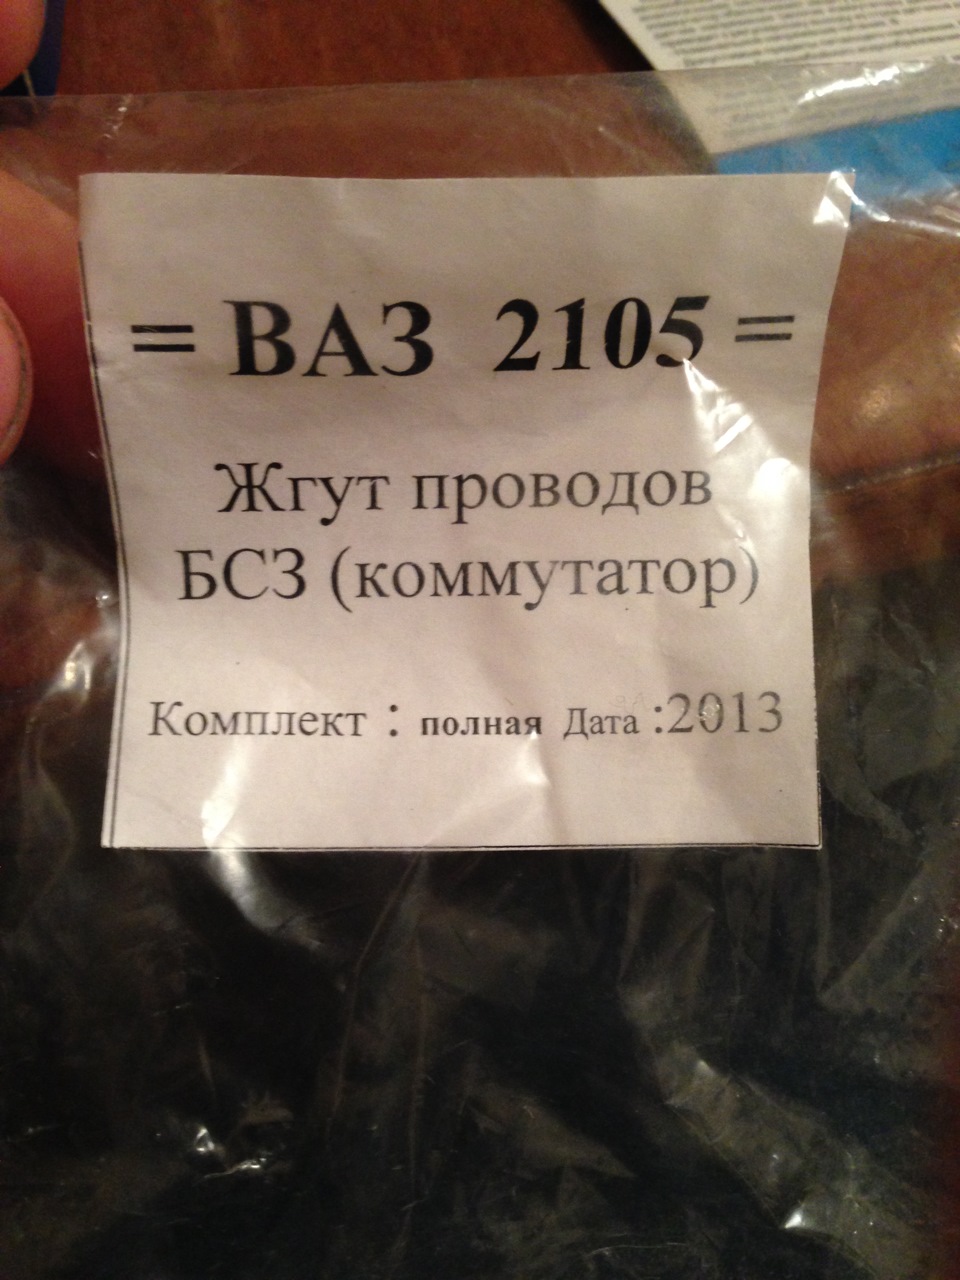 = ВАЗ 2105 =
Жгут проводов
БСЗ (коммутатор)
Комплект : полная Дата :2013